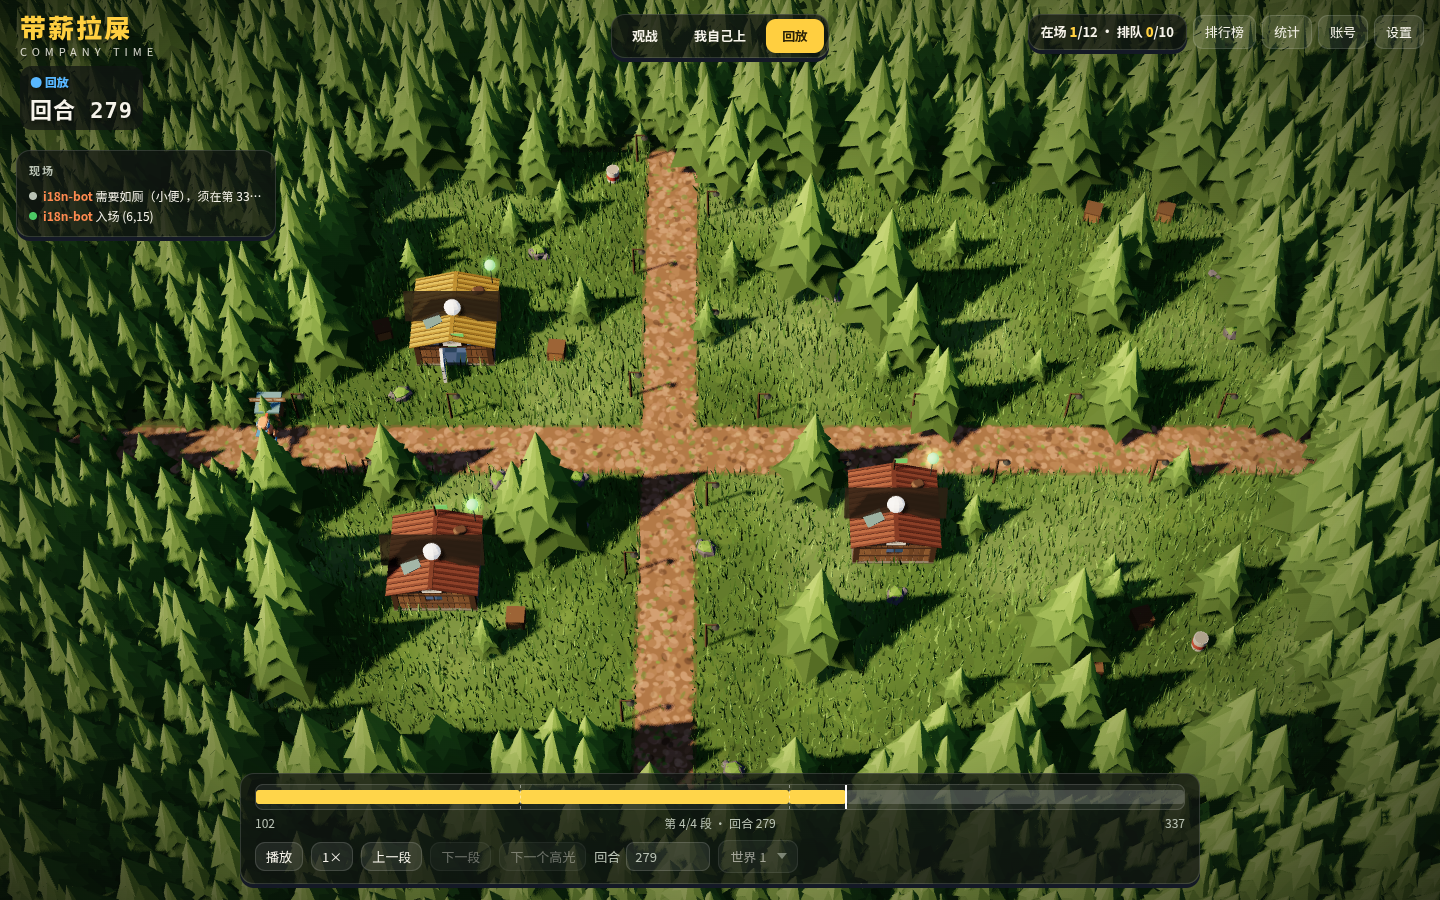 带薪拉屎
COMPANY TIME
观战
我自己上
回放
在场 1/12 · 排队 0/10
排行榜
统计
账号
设置
回放
回合 279
现场
i18n-bot 需要如厕（小便），须在第 33…
i18n-bot 入场 (6,15)
102
第 4/4 段 · 回合 279
337
播放
1×
上一段
下一段
下一个高光
回合
279
世界 1